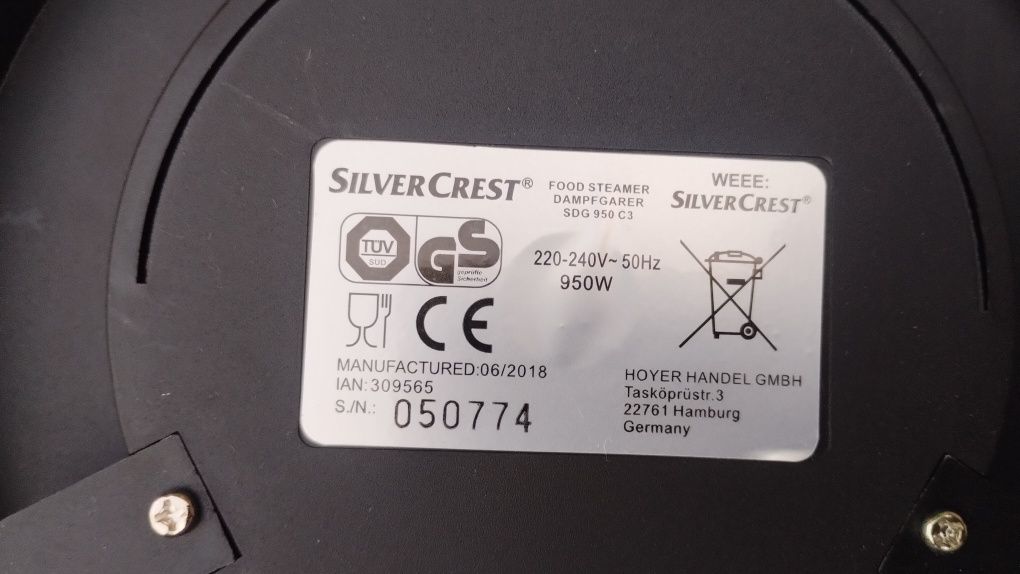 SILVERCREST®
FOOD STEAMER
DAMPFGARER
SDG 950 C3
WEEE:
SILVERCREST®
TÜV
SÜD
GS
geprüfte
Sicherheit
220-240V~ 50Hz
950W
CE
MANUFACTURED:06/2018
IAN: 309565
S./N.: 050774
HOYER HANDEL GMBH
Tasköprüstr.3
22761 Hamburg
Germany